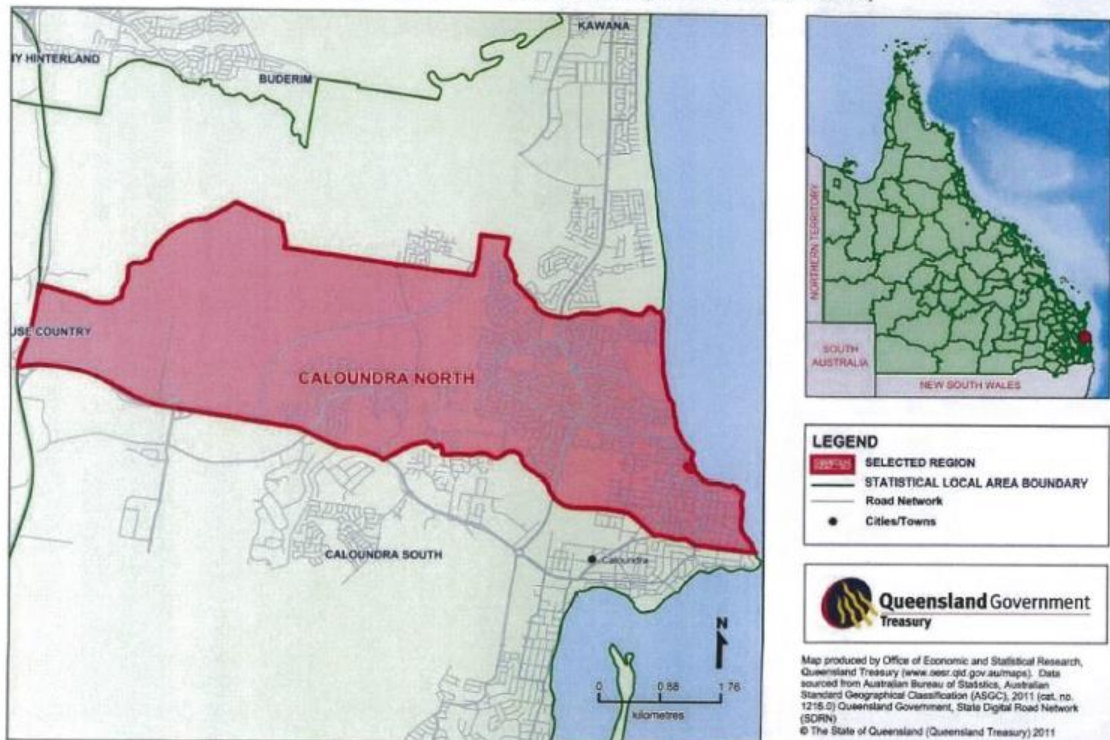 KAWANA
HINTERLAND
BUDERIM
USE COUNTRY
CALOUNDRA NORTH
CALOUNDRA SOUTH
Caloundra
N
0 0.88 1.76
kilometres
NORTHERN TERRITORY
SOUTH
AUSTRALIA
NEW SOUTH WALES
LEGEND
SELECTED REGION
STATISTICAL LOCAL AREA BOUNDARY
Road Network
Cities/Towns
Queensland Government
Treasury
Map produced by Office of Economic and Statistical Research,
Queensland Treasury (www.oesr.qld.gov.au/maps). Data
sourced from Australian Bureau of Statistics, Australian
Standard Geographical Classification (ASGC), 2011 (cat. no.
1216.0) Queensland Government, State Digital Road Network
(SDRN)
© The State of Queensland (Queensland Treasury) 2011